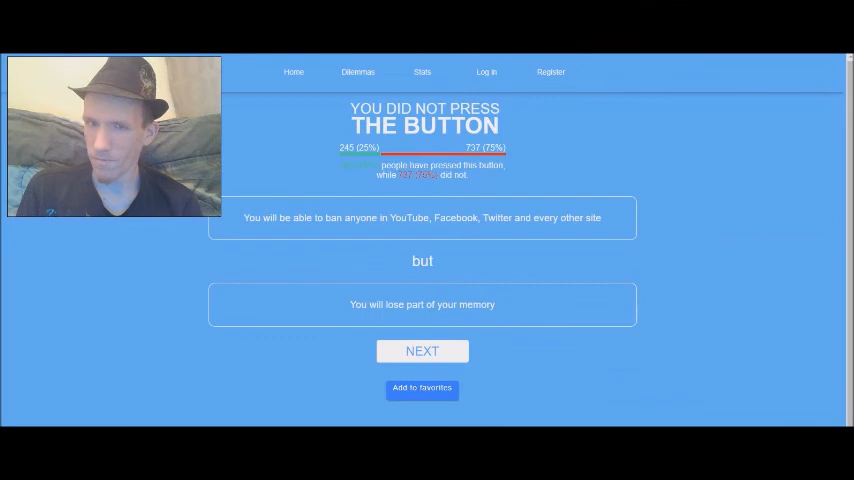 Home Dilemmas Stats Log in Register
YOU DID NOT PRESS
THE BUTTON
245 (25%) 737 (75%)
people have pressed this button,
while 737 (75%) did not.
You will be able to ban anyone in YouTube, Facebook, Twitter and every other site
but
You will lose part of your memory
NEXT
Add to favorites